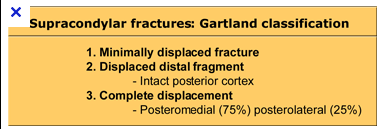 Supracondylar fractures: Gartland classification
1. Minimally displaced fracture
2. Displaced distal fragment
- Intact posterior cortex
3. Complete displacement
- Posteromedial (75%) posterolateral (25%)